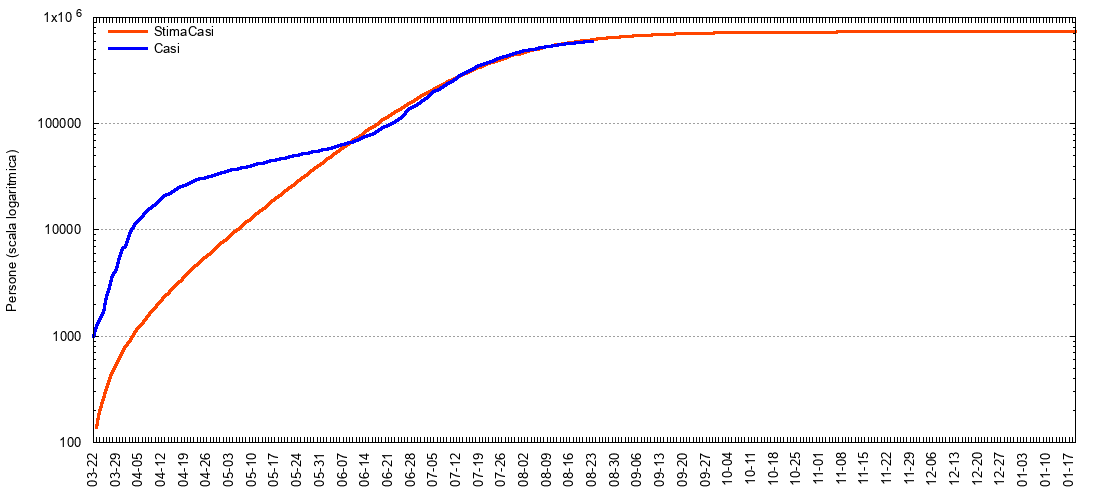 1x10 6
StimaCasi
Casi
100000
10000
1000
100
Persone (scala logaritmica)
03-22 03-29 04-05 04-12 04-19 04-26 05-03 05-10 05-17 05-24 05-31 06-07 06-14 06-21 06-28 07-05 07-12 07-19 07-26 08-02 08-09 08-16 08-23 08-30 09-06 09-13 09-20 09-27 10-04 10-11 10-18 10-25 11-01 11-08 11-15 11-22 11-29 12-06 12-13 12-20 12-27 01-03 01-10 01-17